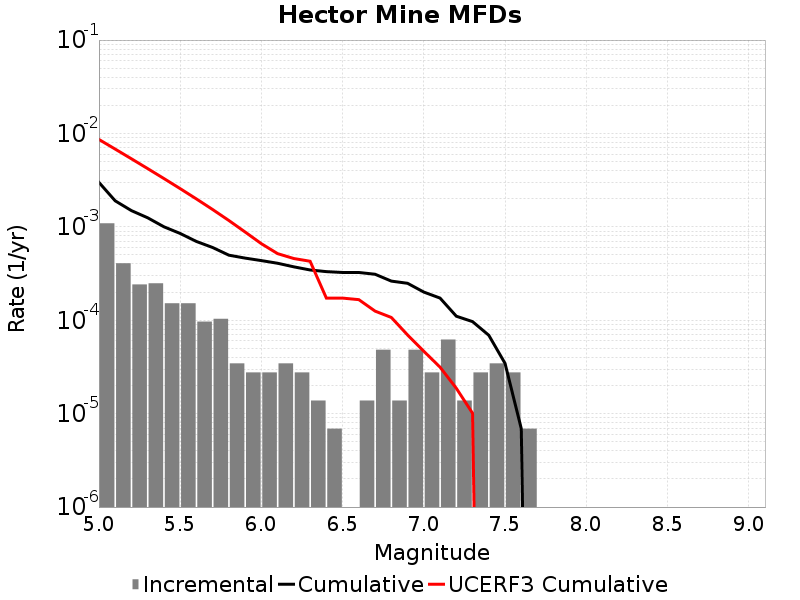 Hector Mine MFDs
10-1
10-2
10-3
10-4
10-5
10-6
Rate (1/yr)
5.0 5.5 6.0 6.5 7.0 7.5 8.0 8.5 9.0
Magnitude
Incremental Cumulative UCERF3 Cumulative